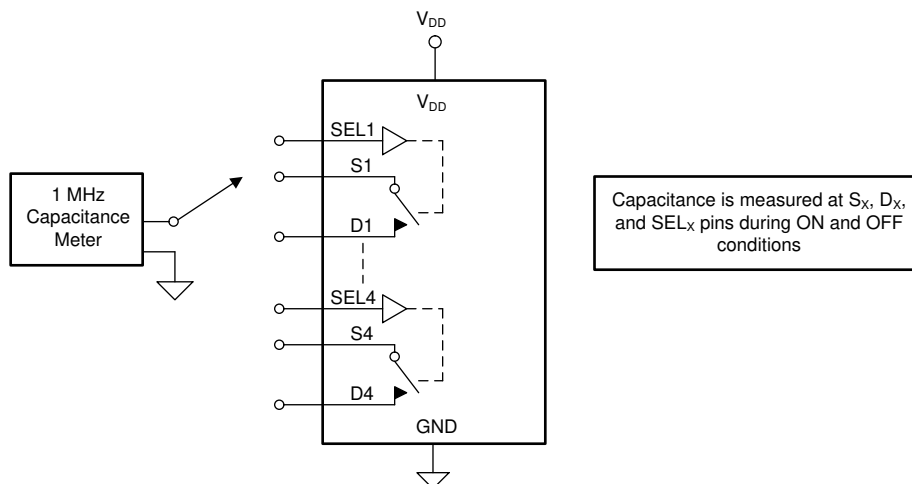 VDD
VDD
SEL1
S1
D1
SEL4
S4
D4
GND
1 MHz
Capacitance
Meter
Capacitance is measured at SX, DX,
and SELX pins during ON and OFF
conditions